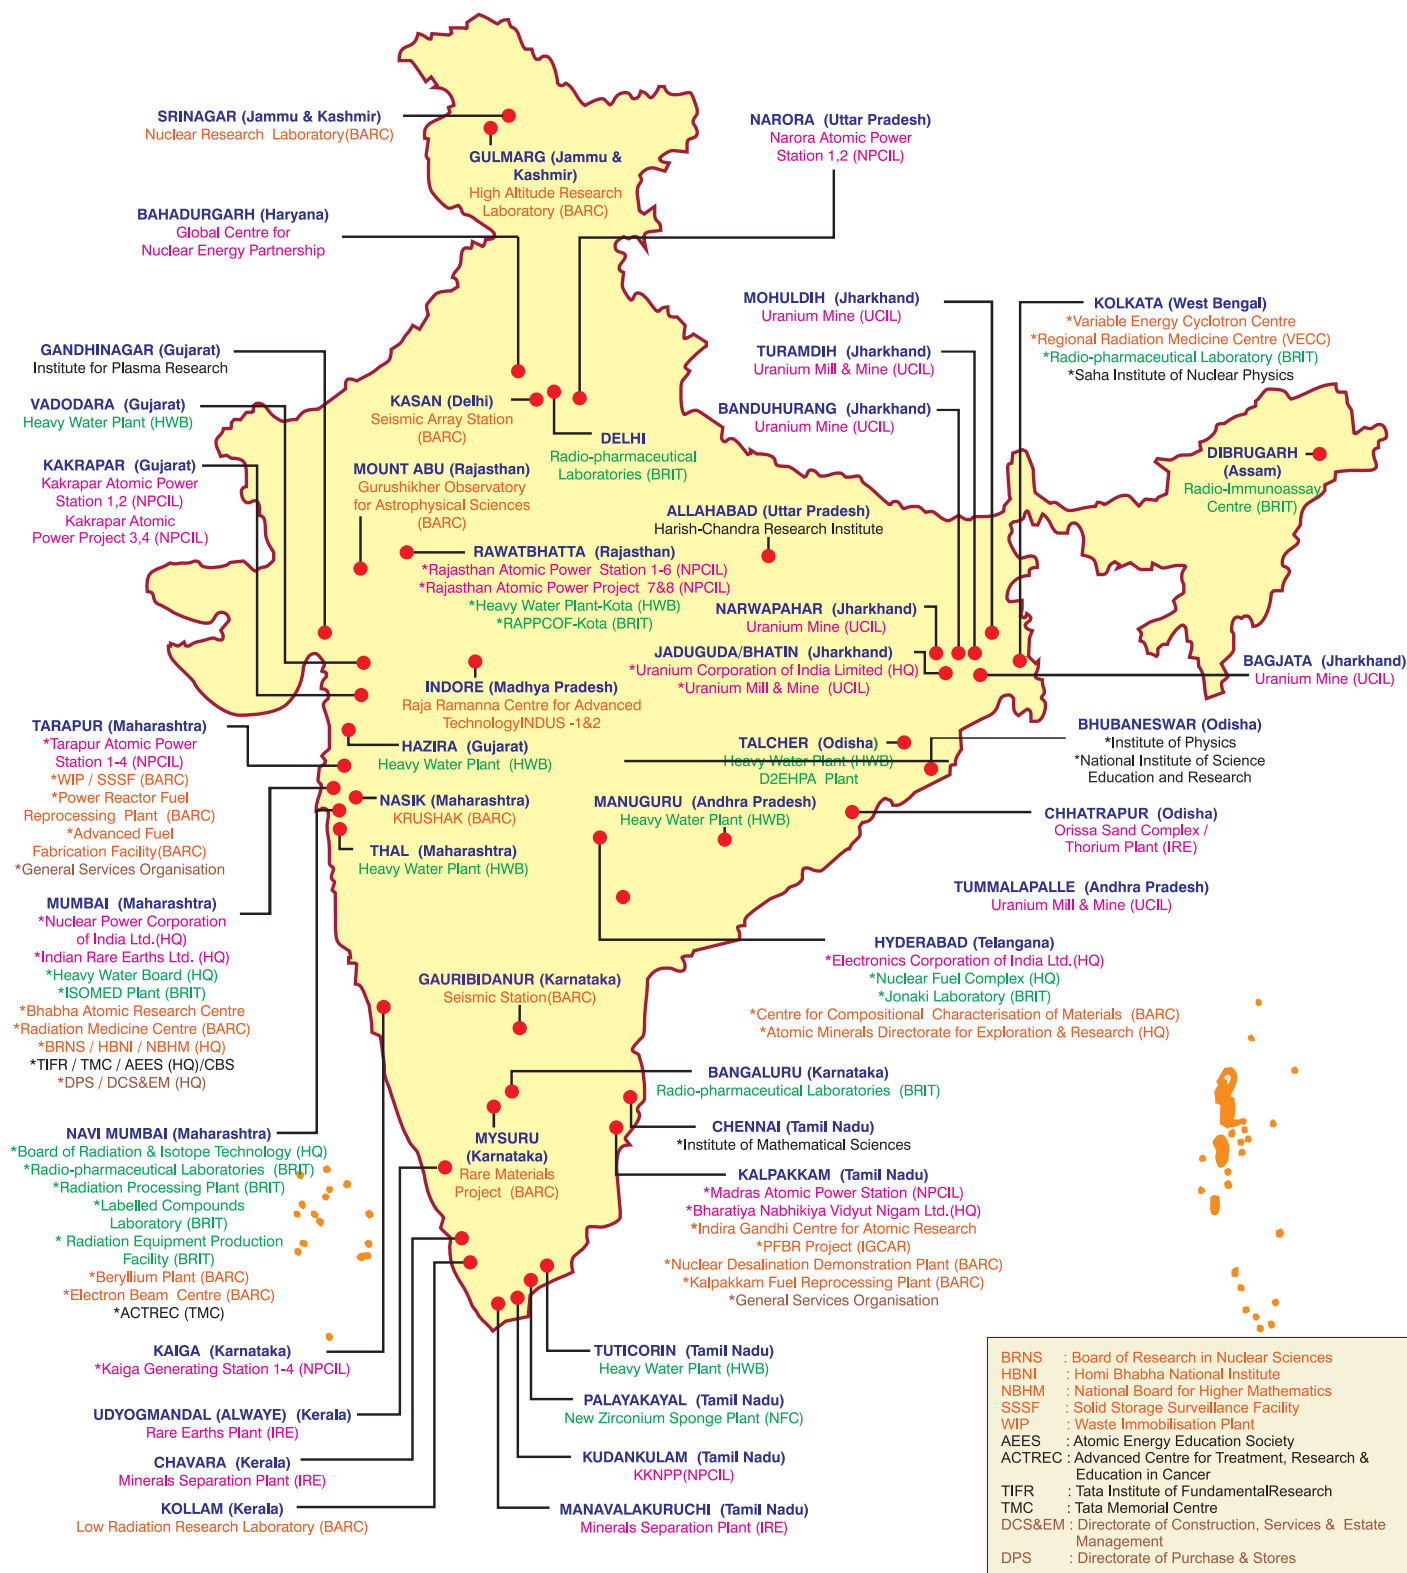 SRINAGAR (Jammu & Kashmir)
Nuclear Research Laboratory(BARC)
GULMARG (Jammu &
Kashmir)
High Altitude Research
Laboratory (BARC)
NARORA (Uttar Pradesh)
Narora Atomic Power
Station 1,2 (NPCIL)
BAHADURGARH (Haryana)
Global Centre for
Nuclear Energy Partnership
MOHULDIH (Jharkhand)
Uranium Mine (UCIL)
KOLKATA (West Bengal)
*Variable Energy Cyclotron Centre
*Regional Radiation Medicine Centre (VECC)
*Radio-pharmaceutical Laboratory (BRIT)
*Saha Institute of Nuclear Physics
GANDHINAGAR (Gujarat)
Institute for Plasma Research
TURAMDIH (Jharkhand)
Uranium Mill & Mine (UCIL)
VADODARA (Gujarat)
Heavy Water Plant (HWB)
KASAN (Delhi)
Seismic Array Station
(BARC)
BANDUHURANG (Jharkhand)
Uranium Mine (UCIL)
DELHI
Radio-pharmaceutical
Laboratories (BRIT)
DIBRUGARH
(Assam)
Radio-Immunoassay
Centre (BRIT)
KAKRAPAR (Gujarat)
Kakrapar Atomic Power
Station 1,2 (NPCIL)
Kakrapar Atomic
Power Project 3,4 (NPCIL)
MOUNT ABU (Rajasthan)
Gurushikher Observatory
for Astrophysical Sciences
(BARC)
ALLAHABAD (Uttar Pradesh)
Harish-Chandra Research Institute
RAWATBHATTA (Rajasthan)
*Rajasthan Atomic Power Station 1-6 (NPCIL)
*Rajasthan Atomic Power Project 7&8 (NPCIL)
*Heavy Water Plant-Kota (HWB)
*RAPPCOF-Kota (BRIT)
NARWAPAHAR (Jharkhand)
Uranium Mine (UCIL)
JADUGUDA/BHATIN (Jharkhand)
*Uranium Corporation of India Limited (HQ)
*Uranium Mill & Mine (UCIL)
BAGJATA (Jharkhand)
Uranium Mine (UCIL)
INDORE (Madhya Pradesh)
Raja Ramanna Centre for Advanced
TechnologyINDUS -1&2
TARAPUR (Maharashtra)
*Tarapur Atomic Power
Station 1-4 (NPCIL)
*WIP / SSSF (BARC)
*Power Reactor Fuel
Reprocessing Plant (BARC)
*Advanced Fuel
Fabrication Facility(BARC)
*General Services Organisation
HAZIRA (Gujarat)
Heavy Water Plant (HWB)
TALCHER (Odisha)
Heavy Water Plant (HWB)
D2EHPA Plant
BHUBANESWAR (Odisha)
*Institute of Physics
*National Institute of Science
Education and Research
NASIK (Maharashtra)
KRUSHAK (BARC)
MANUGURU (Andhra Pradesh)
Heavy Water Plant (HWB)
CHHATRAPUR (Odisha)
Orissa Sand Complex /
Thorium Plant (IRE)
THAL (Maharashtra)
Heavy Water Plant (HWB)
TUMMALAPALLE (Andhra Pradesh)
Uranium Mill & Mine (UCIL)
MUMBAI (Maharashtra)
*Nuclear Power Corporation
of India Ltd.(HQ)
*Indian Rare Earths Ltd. (HQ)
*Heavy Water Board (HQ)
*ISOMED Plant (BRIT)
*Bhabha Atomic Research Centre
*Radiation Medicine Centre (BARC)
*BRNS / HBNI / NBHM (HQ)
*TIFR / TMC / AEES (HQ)/CBS
*DPS / DCS&EM (HQ)
HYDERABAD (Telangana)
*Electronics Corporation of India Ltd.(HQ)
*Nuclear Fuel Complex (HQ)
*Jonaki Laboratory (BRIT)
*Centre for Compositional Characterisation of Materials (BARC)
*Atomic Minerals Directorate for Exploration & Research (HQ)
GAURIBIDANUR (Karnataka)
Seismic Station(BARC)
BANGALURU (Karnataka)
Radio-pharmaceutical Laboratories (BRIT)
CHENNAI (Tamil Nadu)
*Institute of Mathematical Sciences
NAVI MUMBAI (Maharashtra)
*Board of Radiation & Isotope Technology (HQ)
*Radio-pharmaceutical Laboratories (BRIT)
*Radiation Processing Plant (BRIT)
*Labelled Compounds
Laboratory (BRIT)
* Radiation Equipment Production
Facility (BRIT)
*Beryllium Plant (BARC)
*Electron Beam Centre (BARC)
*ACTREC (TMC)
MYSURU
(Karnataka)
Rare Materials
Project (BARC)
KALPAKKAM (Tamil Nadu)
*Madras Atomic Power Station (NPCIL)
*Bharatiya Nabhikiya Vidyut Nigam Ltd.(HQ)
*Indira Gandhi Centre for Atomic Research
*PFBR Project (IGCAR)
*Nuclear Desalination Demonstration Plant (BARC)
*Kalpakkam Fuel Reprocessing Plant (BARC)
*General Services Organisation
KAIGA (Karnataka)
*Kaiga Generating Station 1-4 (NPCIL)
TUTICORIN (Tamil Nadu)
Heavy Water Plant (HWB)
UDYOGMANDAL (ALWAYE) (Kerala)
Rare Earths Plant (IRE)
PALAYAKAYAL (Tamil Nadu)
New Zirconium Sponge Plant (NFC)
CHAVARA (Kerala)
Minerals Separation Plant (IRE)
KUDANKULAM (Tamil Nadu)
KKNPP(NPCIL)
KOLLAM (Kerala)
Low Radiation Research Laboratory (BARC)
MANAVALAKURUCHI (Tamil Nadu)
Minerals Separation Plant (IRE)
BRNS : Board of Research in Nuclear Sciences
HBNI : Homi Bhabha National Institute
NBHM : National Board for Higher Mathematics
SSSF : Solid Storage Surveillance Facility
WIP : Waste Immobilisation Plant
AEES : Atomic Energy Education Society
ACTREC : Advanced Centre for Treatment, Research &
Education in Cancer
TIFR : Tata Institute of FundamentalResearch
TMC : Tata Memorial Centre
DCS&EM : Directorate of Construction, Services & Estate
Management
DPS : Directorate of Purchase & Stores